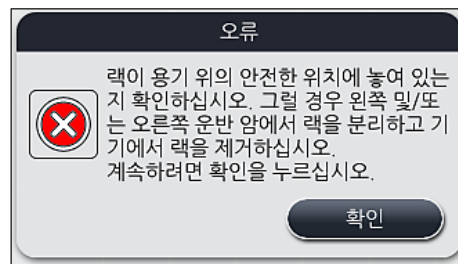 오류
랙이 용기 위의 안전한 위치에 놓여 있는
지 확인하십시오. 그럴 경우 왼쪽 및/또
는 오른쪽 운반 암에서 랙을 분리하고 기
기에서 랙을 제거하십시오.
계속하려면 확인을 누르십시오.
확인